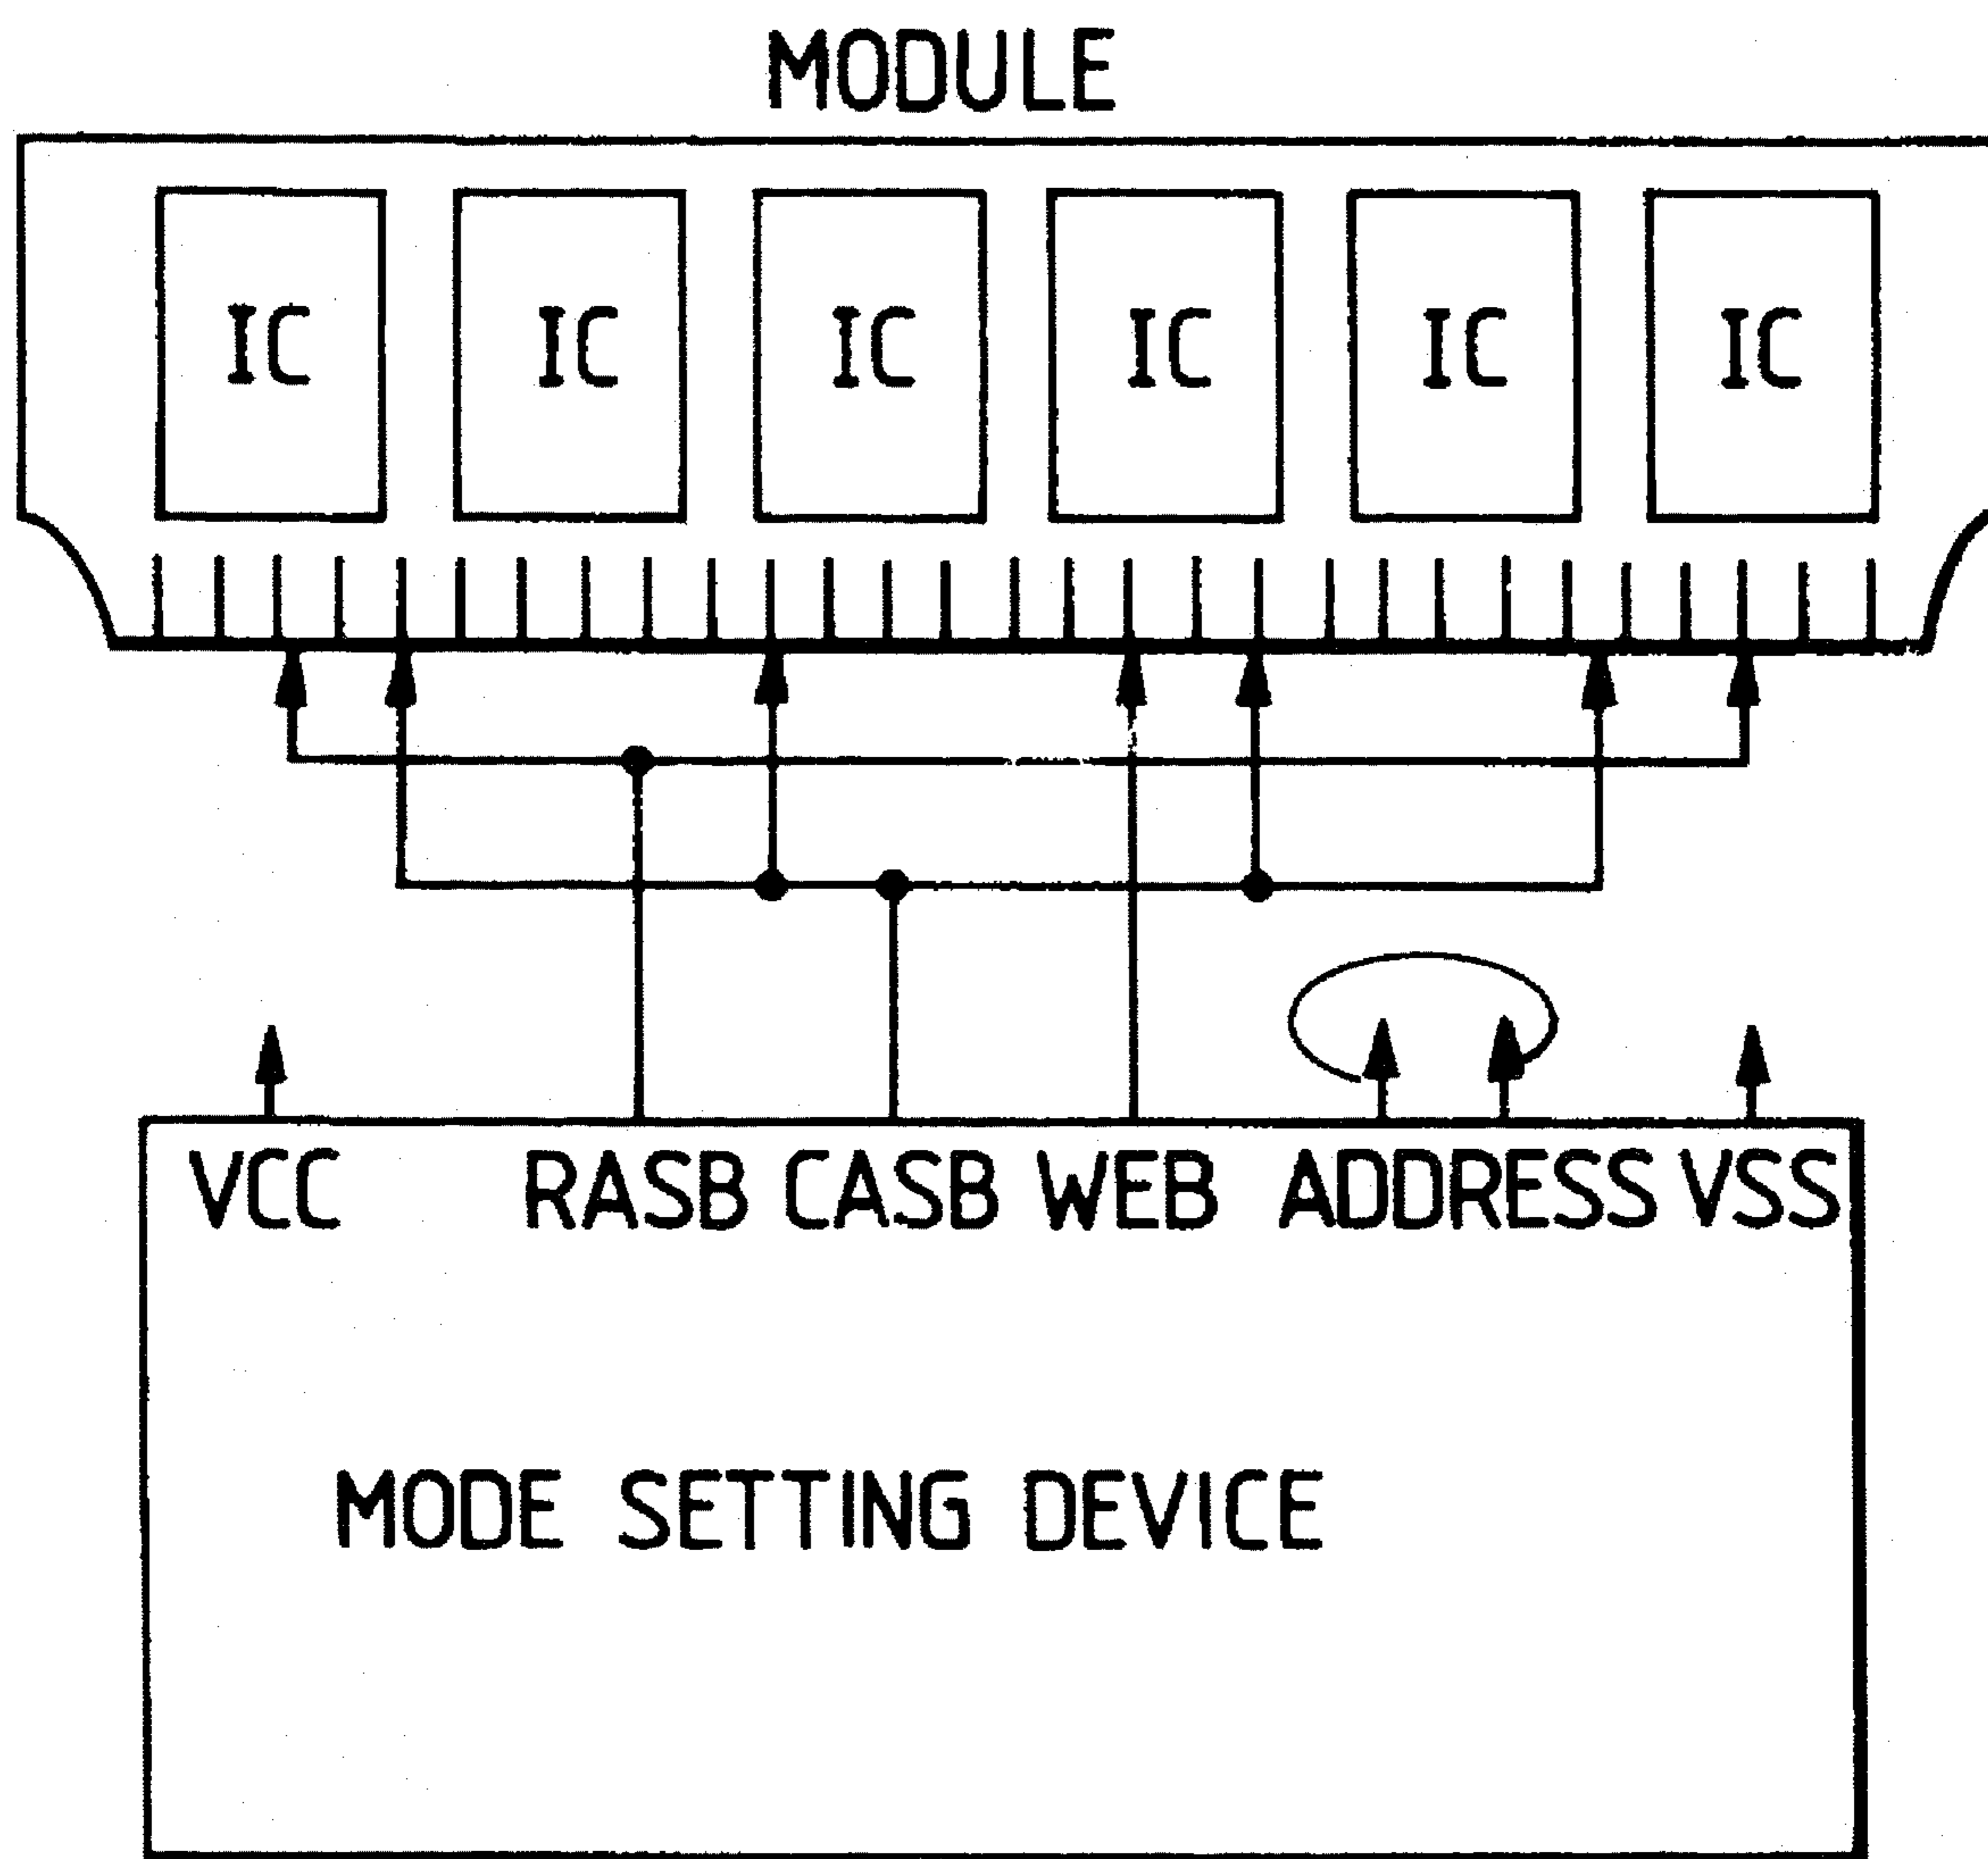 MODULE
IC IC IC IC IC IC
VCC RASB CASB WEB ADDRESS VSS
MODE SETTING DEVICE